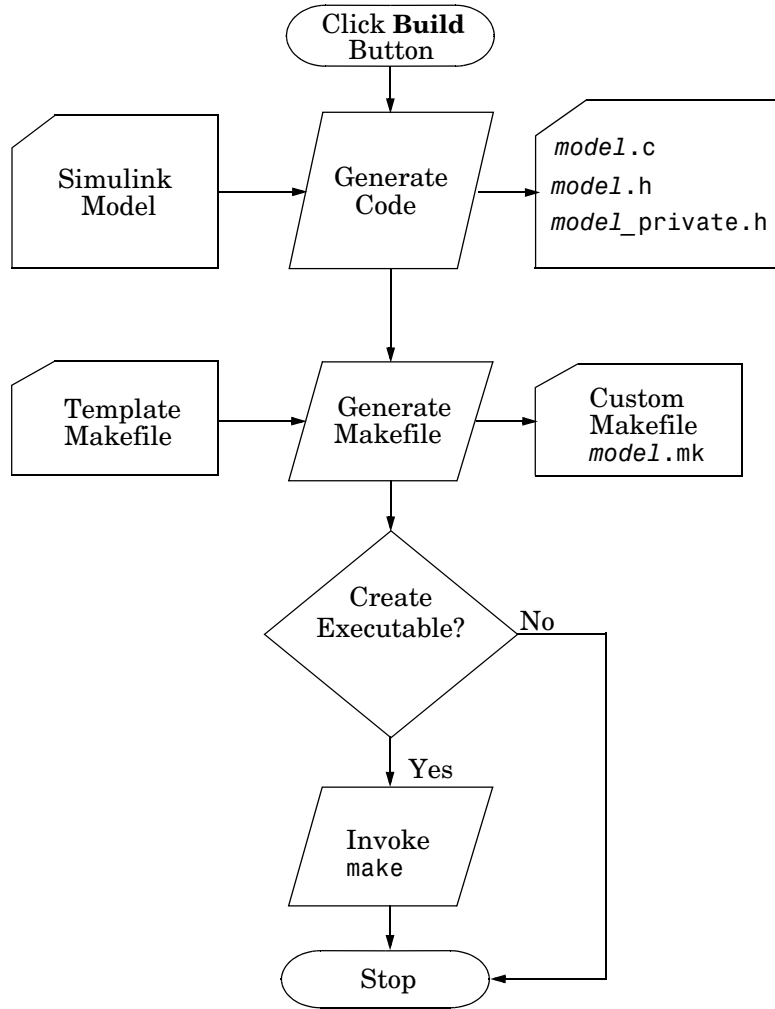 Click Build
Button
Simulink
Model
Generate
Code
model.c
model.h
model_private.h
Template
Makefile
Generate
Makefile
Custom
Makefile
model.mk
Create
Executable?
No
Yes
Invoke
make
Stop